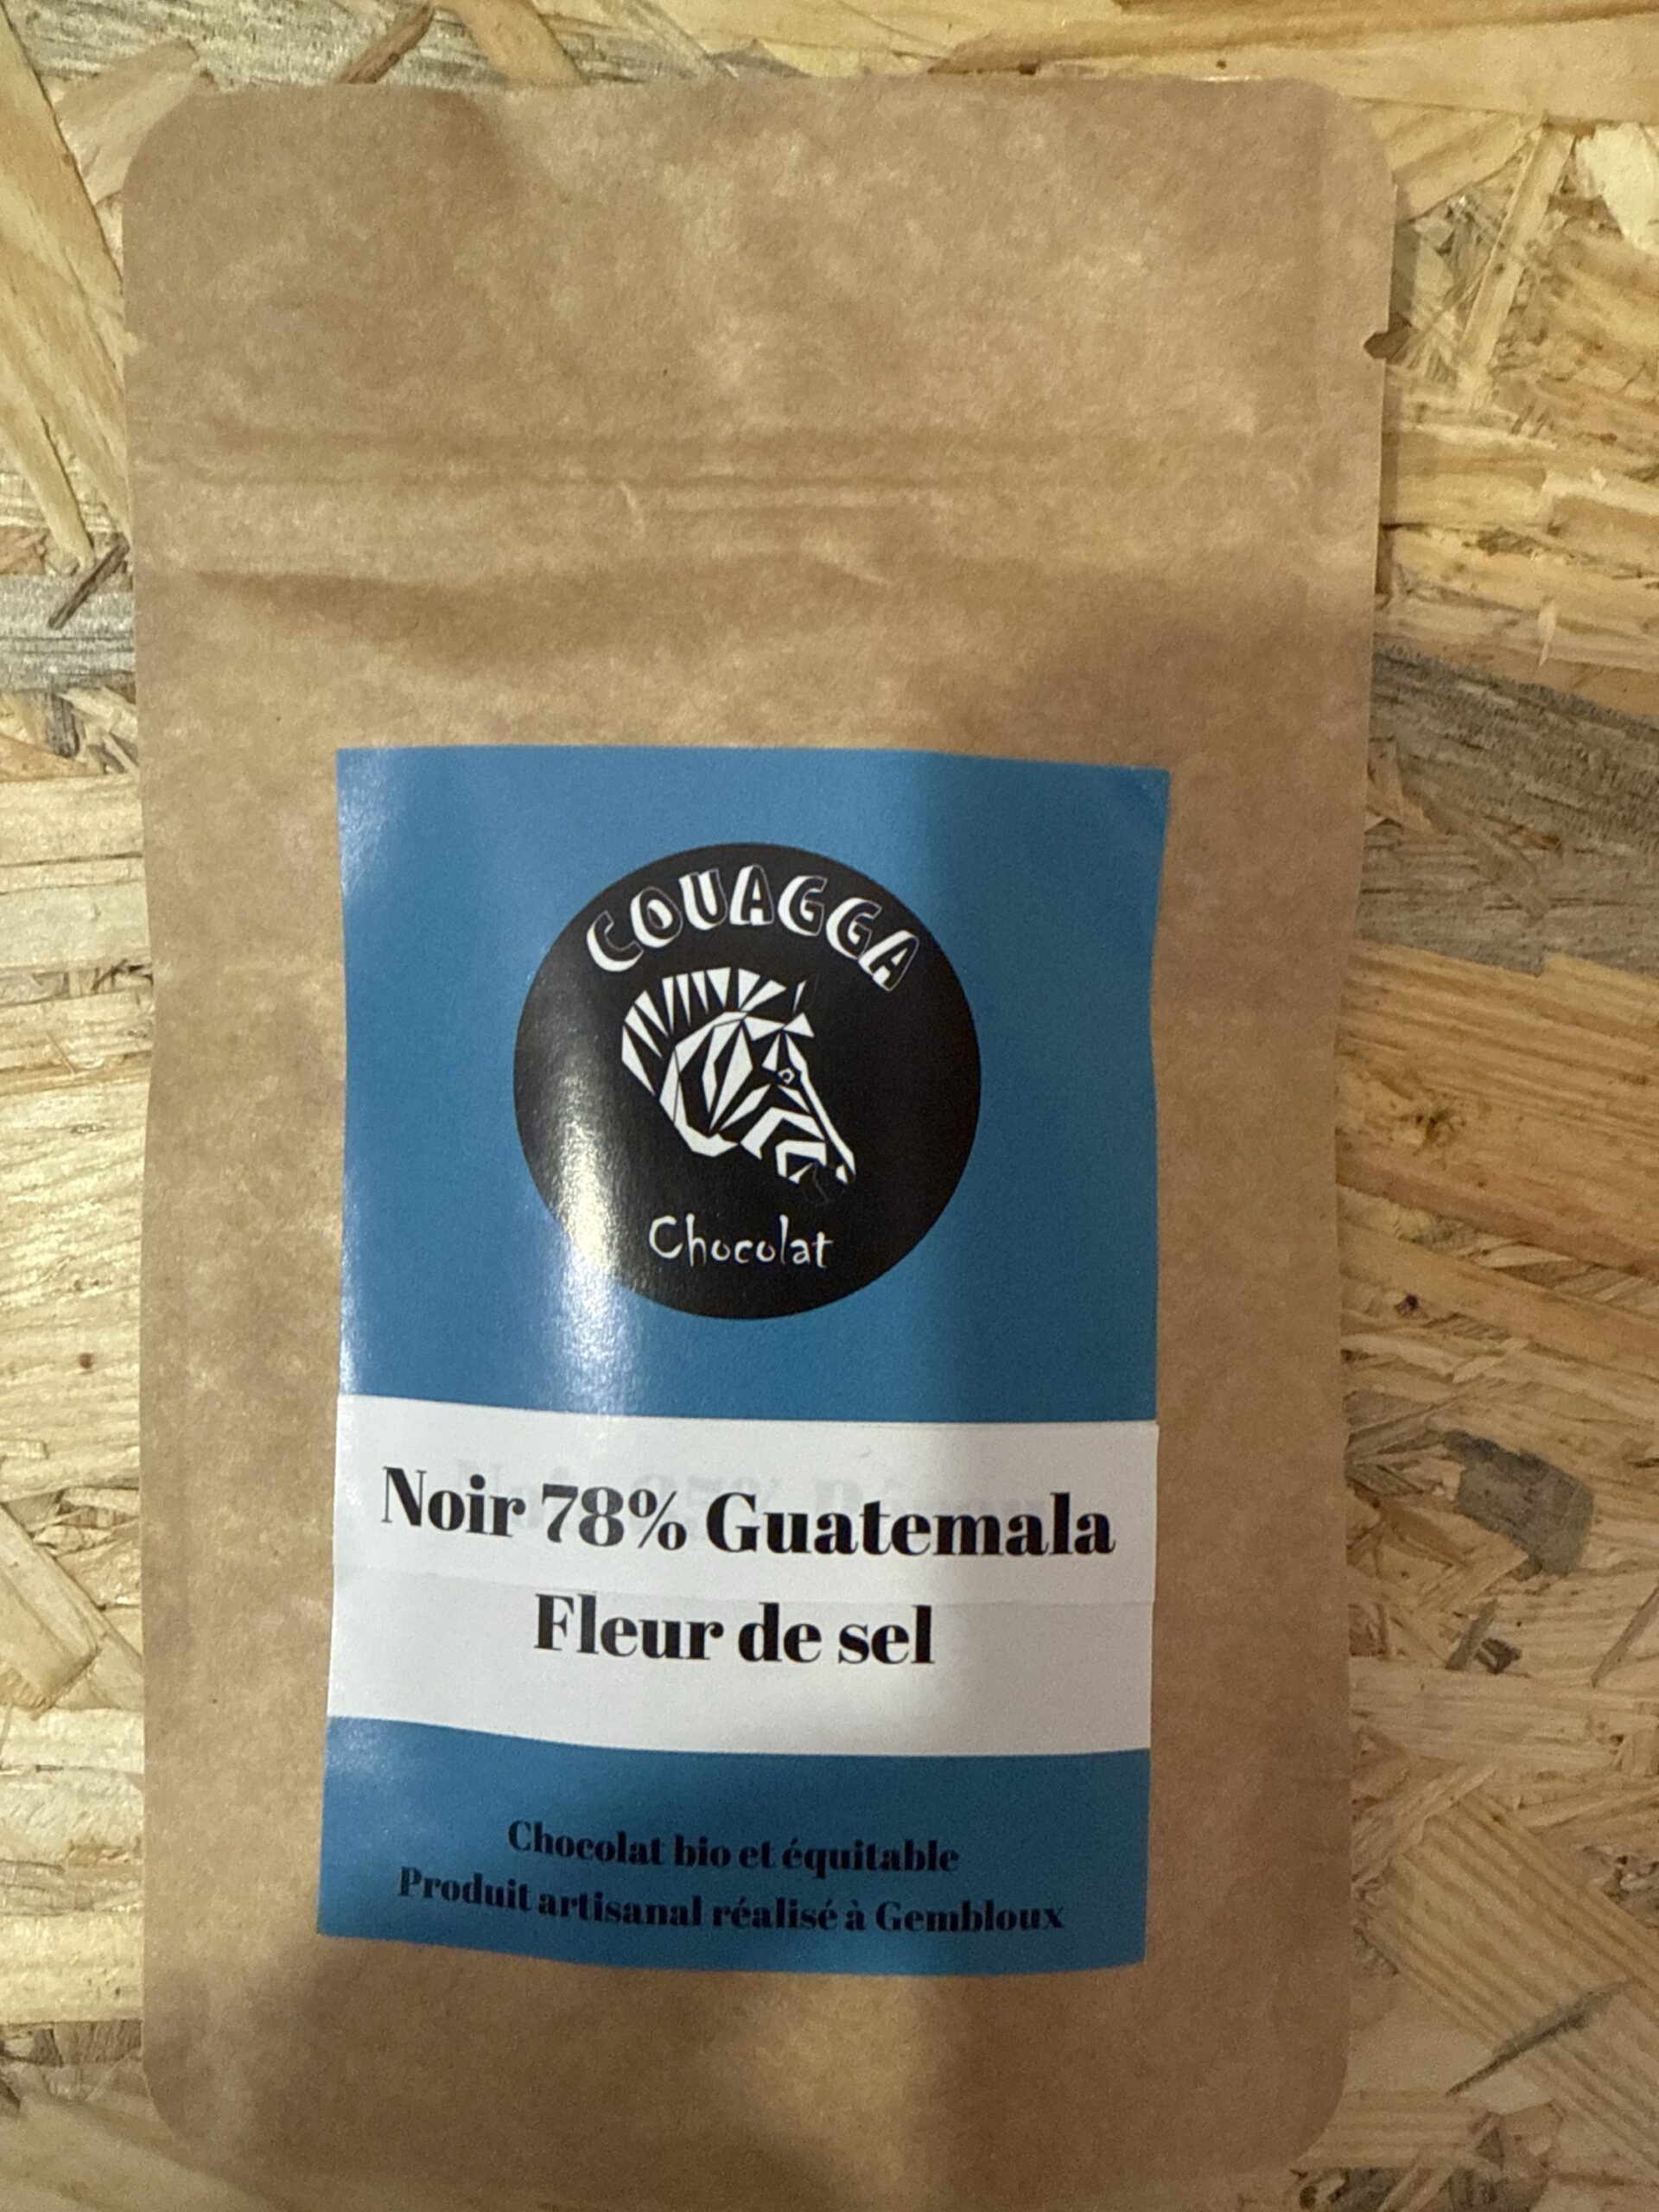 COUAGGA
Chocolat
Noir 78% Guatemala
Fleur de sel
Chocolat bio et équitable
Produit artisanal réalisé à Gembloux